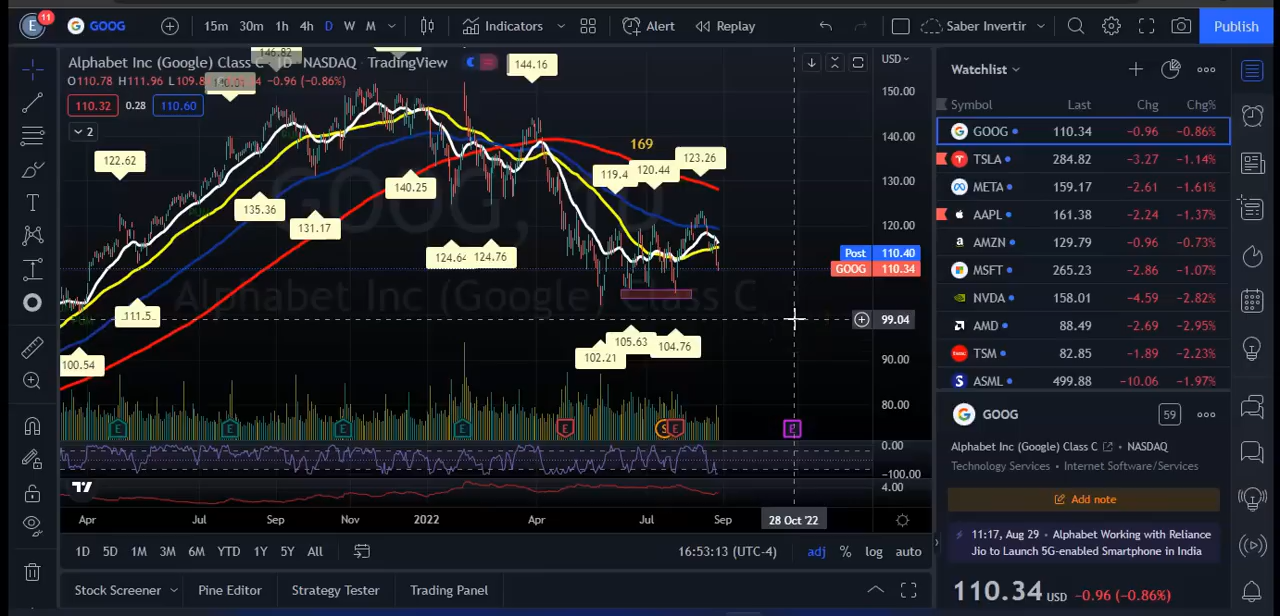 E 11 GOOG 15m 30m 1h 4h D W M Indicators Alert Replay Saber Invertir Publish
Alphabet Inc (Google) Class C · 1D · NASDAQ TradingView
O110.78 H111.96 −0.96 (−0.86%)
110.32 0.28 110.60
2
146.82
144.16
122.62
135.36
131.17
140.25
169
119.4
120.44
123.26
124.64
124.76
111.5
100.54
102.21
105.63
104.76
GOOG, 1D
Alphabet Inc (Google) Class C
USD
150.00
140.00
130.00
120.00
Post 110.40
GOOG 110.34
99.04
90.00
80.00
0.00
−100.00
4.00
E E E E E S E E
Apr Jul Sep Nov 2022 Apr Jul Sep 28 Oct '22
1D 5D 1M 3M 6M YTD 1Y 5Y All 16:53:13 (UTC-4) adj % log auto
Stock Screener Pine Editor Strategy Tester Trading Panel
Watchlist
Symbol Last Chg Chg%
GOOG 110.34 −0.96 −0.86%
TSLA 284.82 −3.27 −1.14%
META 159.17 −2.61 −1.61%
AAPL 161.38 −2.24 −1.37%
AMZN 129.79 −0.96 −0.73%
MSFT 265.23 −2.86 −1.07%
NVDA 158.01 −4.59 −2.82%
AMD 88.49 −2.69 −2.95%
TSM 82.85 −1.89 −2.23%
ASML 499.88 −10.06 −1.97%
GOOG 59
Alphabet Inc (Google) Class C • NASDAQ
Technology Services • Internet Software/Services
Add note
11:17, Aug 29 • Alphabet Working with Reliance
Jio to Launch 5G-enabled Smartphone in India
110.34 USD −0.96 (−0.86%)